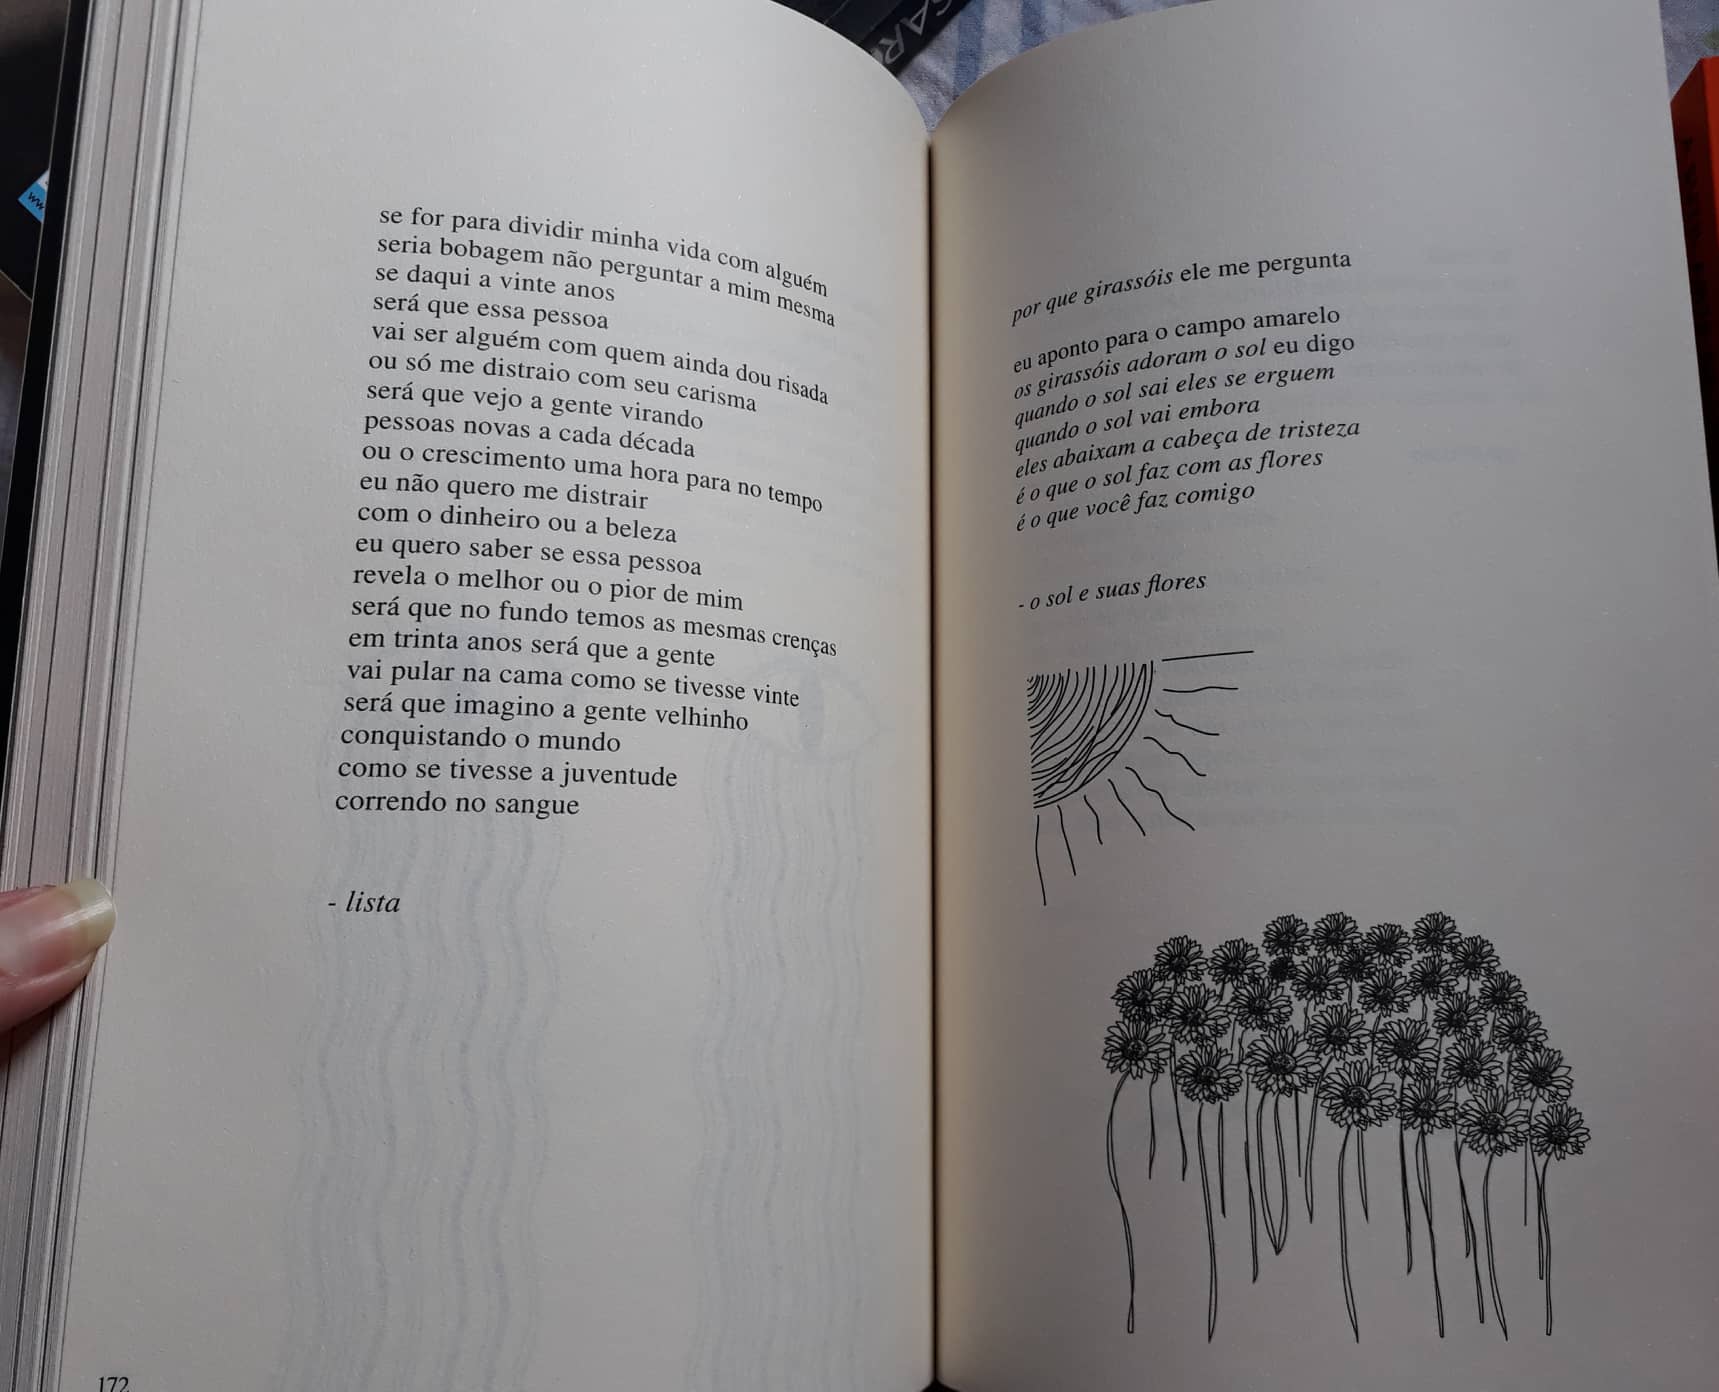 se for para dividir minha vida com alguém
seria bobagem não perguntar a mim mesma
se daqui a vinte anos
será que essa pessoa
vai ser alguém com quem ainda dou risada
ou só me distraio com seu carisma
será que vejo a gente virando
pessoas novas a cada década
ou o crescimento uma hora para no tempo
eu não quero me distrair
com o dinheiro ou a beleza
eu quero saber se essa pessoa
revela o melhor ou o pior de mim
será que no fundo temos as mesmas crenças
em trinta anos será que a gente
vai pular na cama como se tivesse vinte
será que imagino a gente velhinho
conquistando o mundo
como se tivesse a juventude
correndo no sangue
- lista
172
por que girassóis ele me pergunta
eu aponto para o campo amarelo
os girassóis adoram o sol eu digo
quando o sol sai eles se erguem
quando o sol vai embora
eles abaixam a cabeça de tristeza
é o que o sol faz com as flores
é o que você faz comigo
- o sol e suas flores